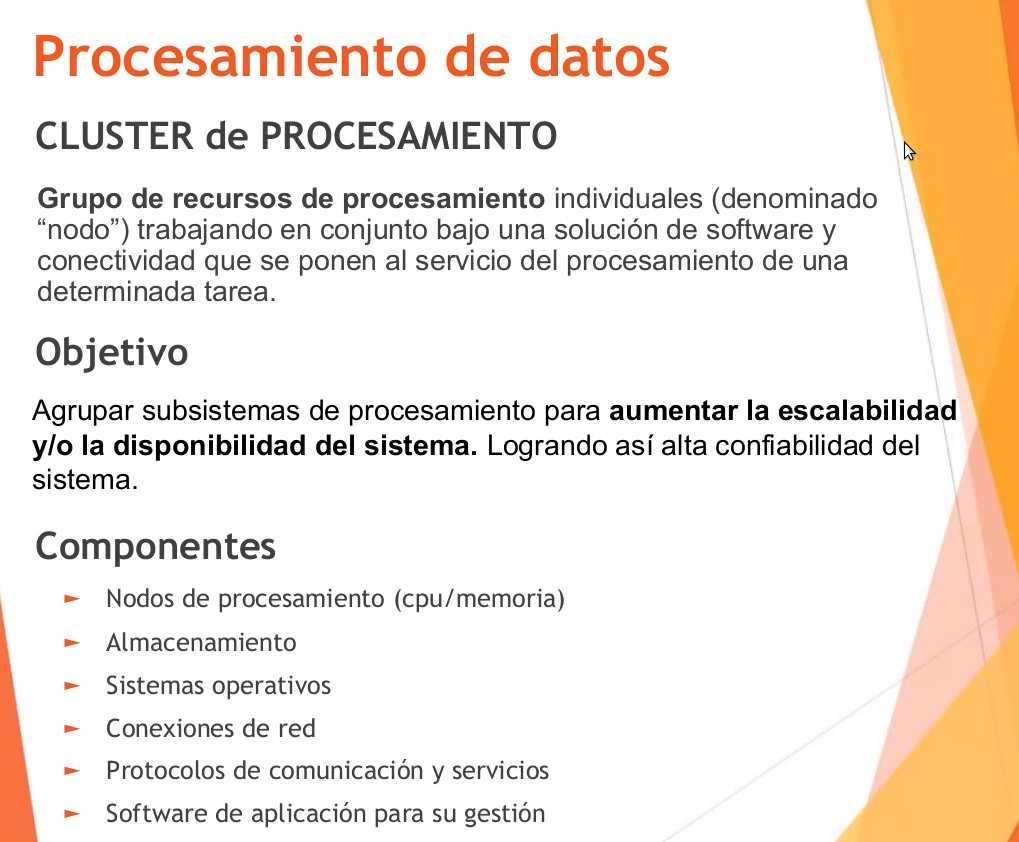 Procesamiento de datos
CLUSTER de PROCESAMIENTO
Grupo de recursos de procesamiento individuales (denominado
“nodo”) trabajando en conjunto bajo una solución de software y
conectividad que se ponen al servicio del procesamiento de una
determinada tarea.
Objetivo
Agrupar subsistemas de procesamiento para aumentar la escalabilidad
y/o la disponibilidad del sistema. Logrando así alta confiabilidad del
sistema.
Componentes
► Nodos de procesamiento (cpu/memoria)
► Almacenamiento
► Sistemas operativos
► Conexiones de red
► Protocolos de comunicación y servicios
► Software de aplicación para su gestión